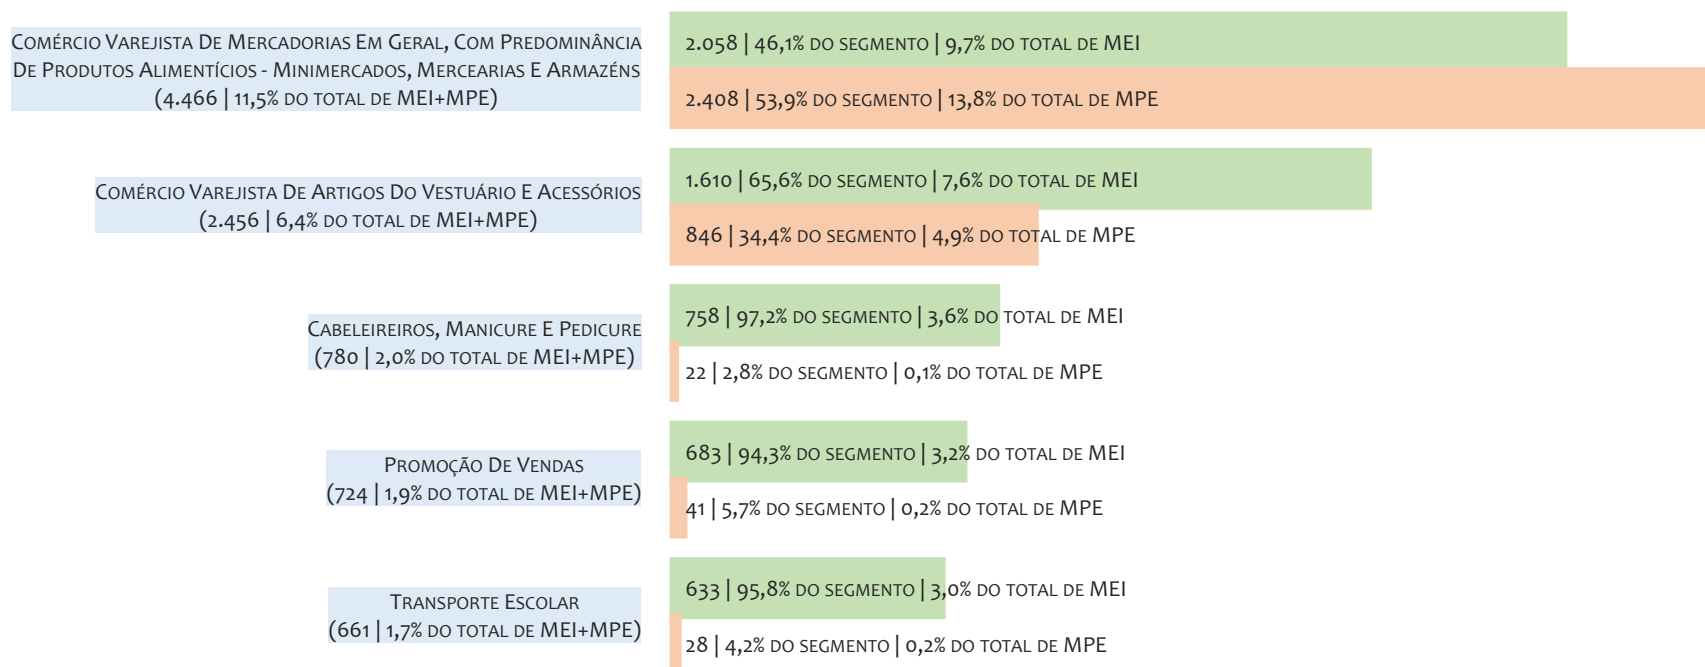 Comércio Varejista De Mercadorias Em Geral, Com Predominância
De Produtos Alimentícios - Minimercados, Mercearias E Armazéns
(4.466 | 11,5% do total de MEI+MPE)
2.058 | 46,1% do segmento | 9,7% do total de MEI
2.408 | 53,9% do segmento | 13,8% do total de MPE
Comércio Varejista De Artigos Do Vestuário E Acessórios
(2.456 | 6,4% do total de MEI+MPE)
1.610 | 65,6% do segmento | 7,6% do total de MEI
846 | 34,4% do segmento | 4,9% do total de MPE
Cabeleireiros, Manicure E Pedicure
(780 | 2,0% do total de MEI+MPE)
758 | 97,2% do segmento | 3,6% do total de MEI
22 | 2,8% do segmento | 0,1% do total de MPE
Promoção De Vendas
(724 | 1,9% do total de MEI+MPE)
683 | 94,3% do segmento | 3,2% do total de MEI
41 | 5,7% do segmento | 0,2% do total de MPE
Transporte Escolar
(661 | 1,7% do total de MEI+MPE)
633 | 95,8% do segmento | 3,0% do total de MEI
28 | 4,2% do segmento | 0,2% do total de MPE